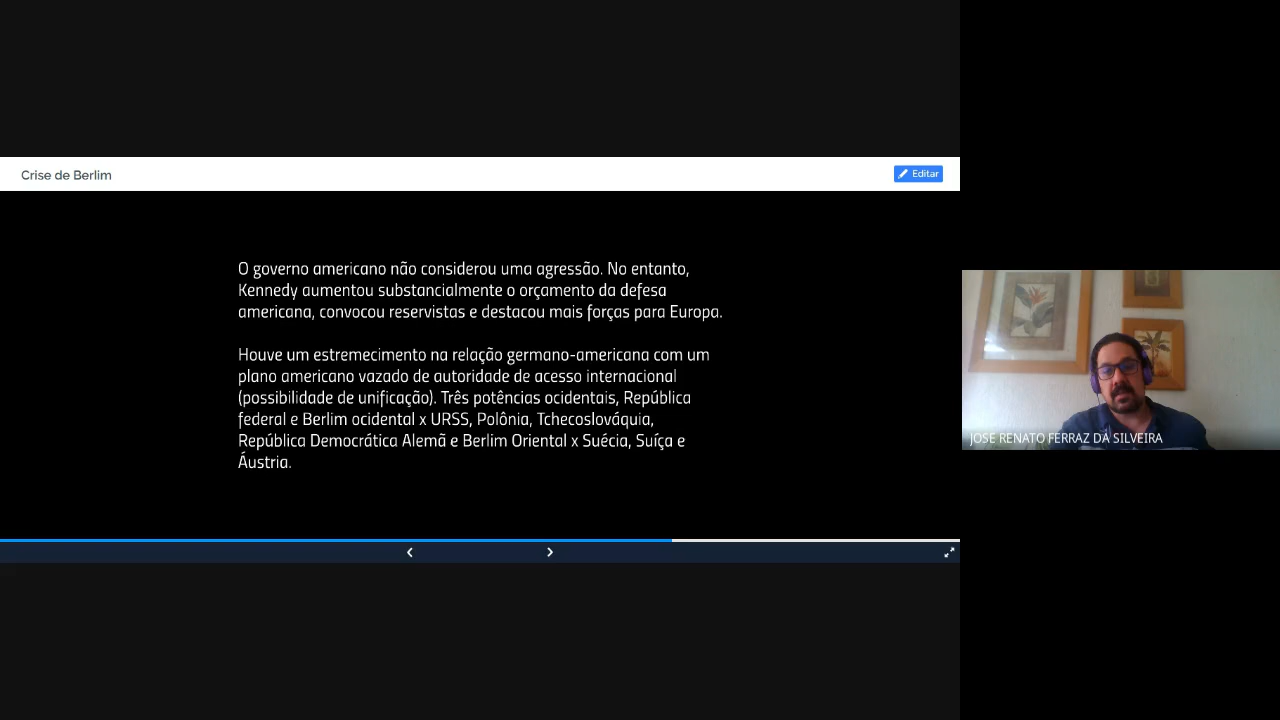 Crise de Berlim
Editar
O governo americano não considerou uma agressão. No entanto,
Kennedy aumentou substancialmente o orçamento da defesa
americana, convocou reservistas e destacou mais forças para Europa.
Houve um estremecimento na relação germano-americana com um
plano americano vazado de autoridade de acesso internacional
(possibilidade de unificação). Três potências ocidentais, República
federal e Berlim ocidental x URSS, Polônia, Tchecoslováquia,
República Democrática Alemã e Berlim Oriental x Suécia, Suíça e
Áustria.
JOSE RENATO FERRAZ DA SILVEIRA